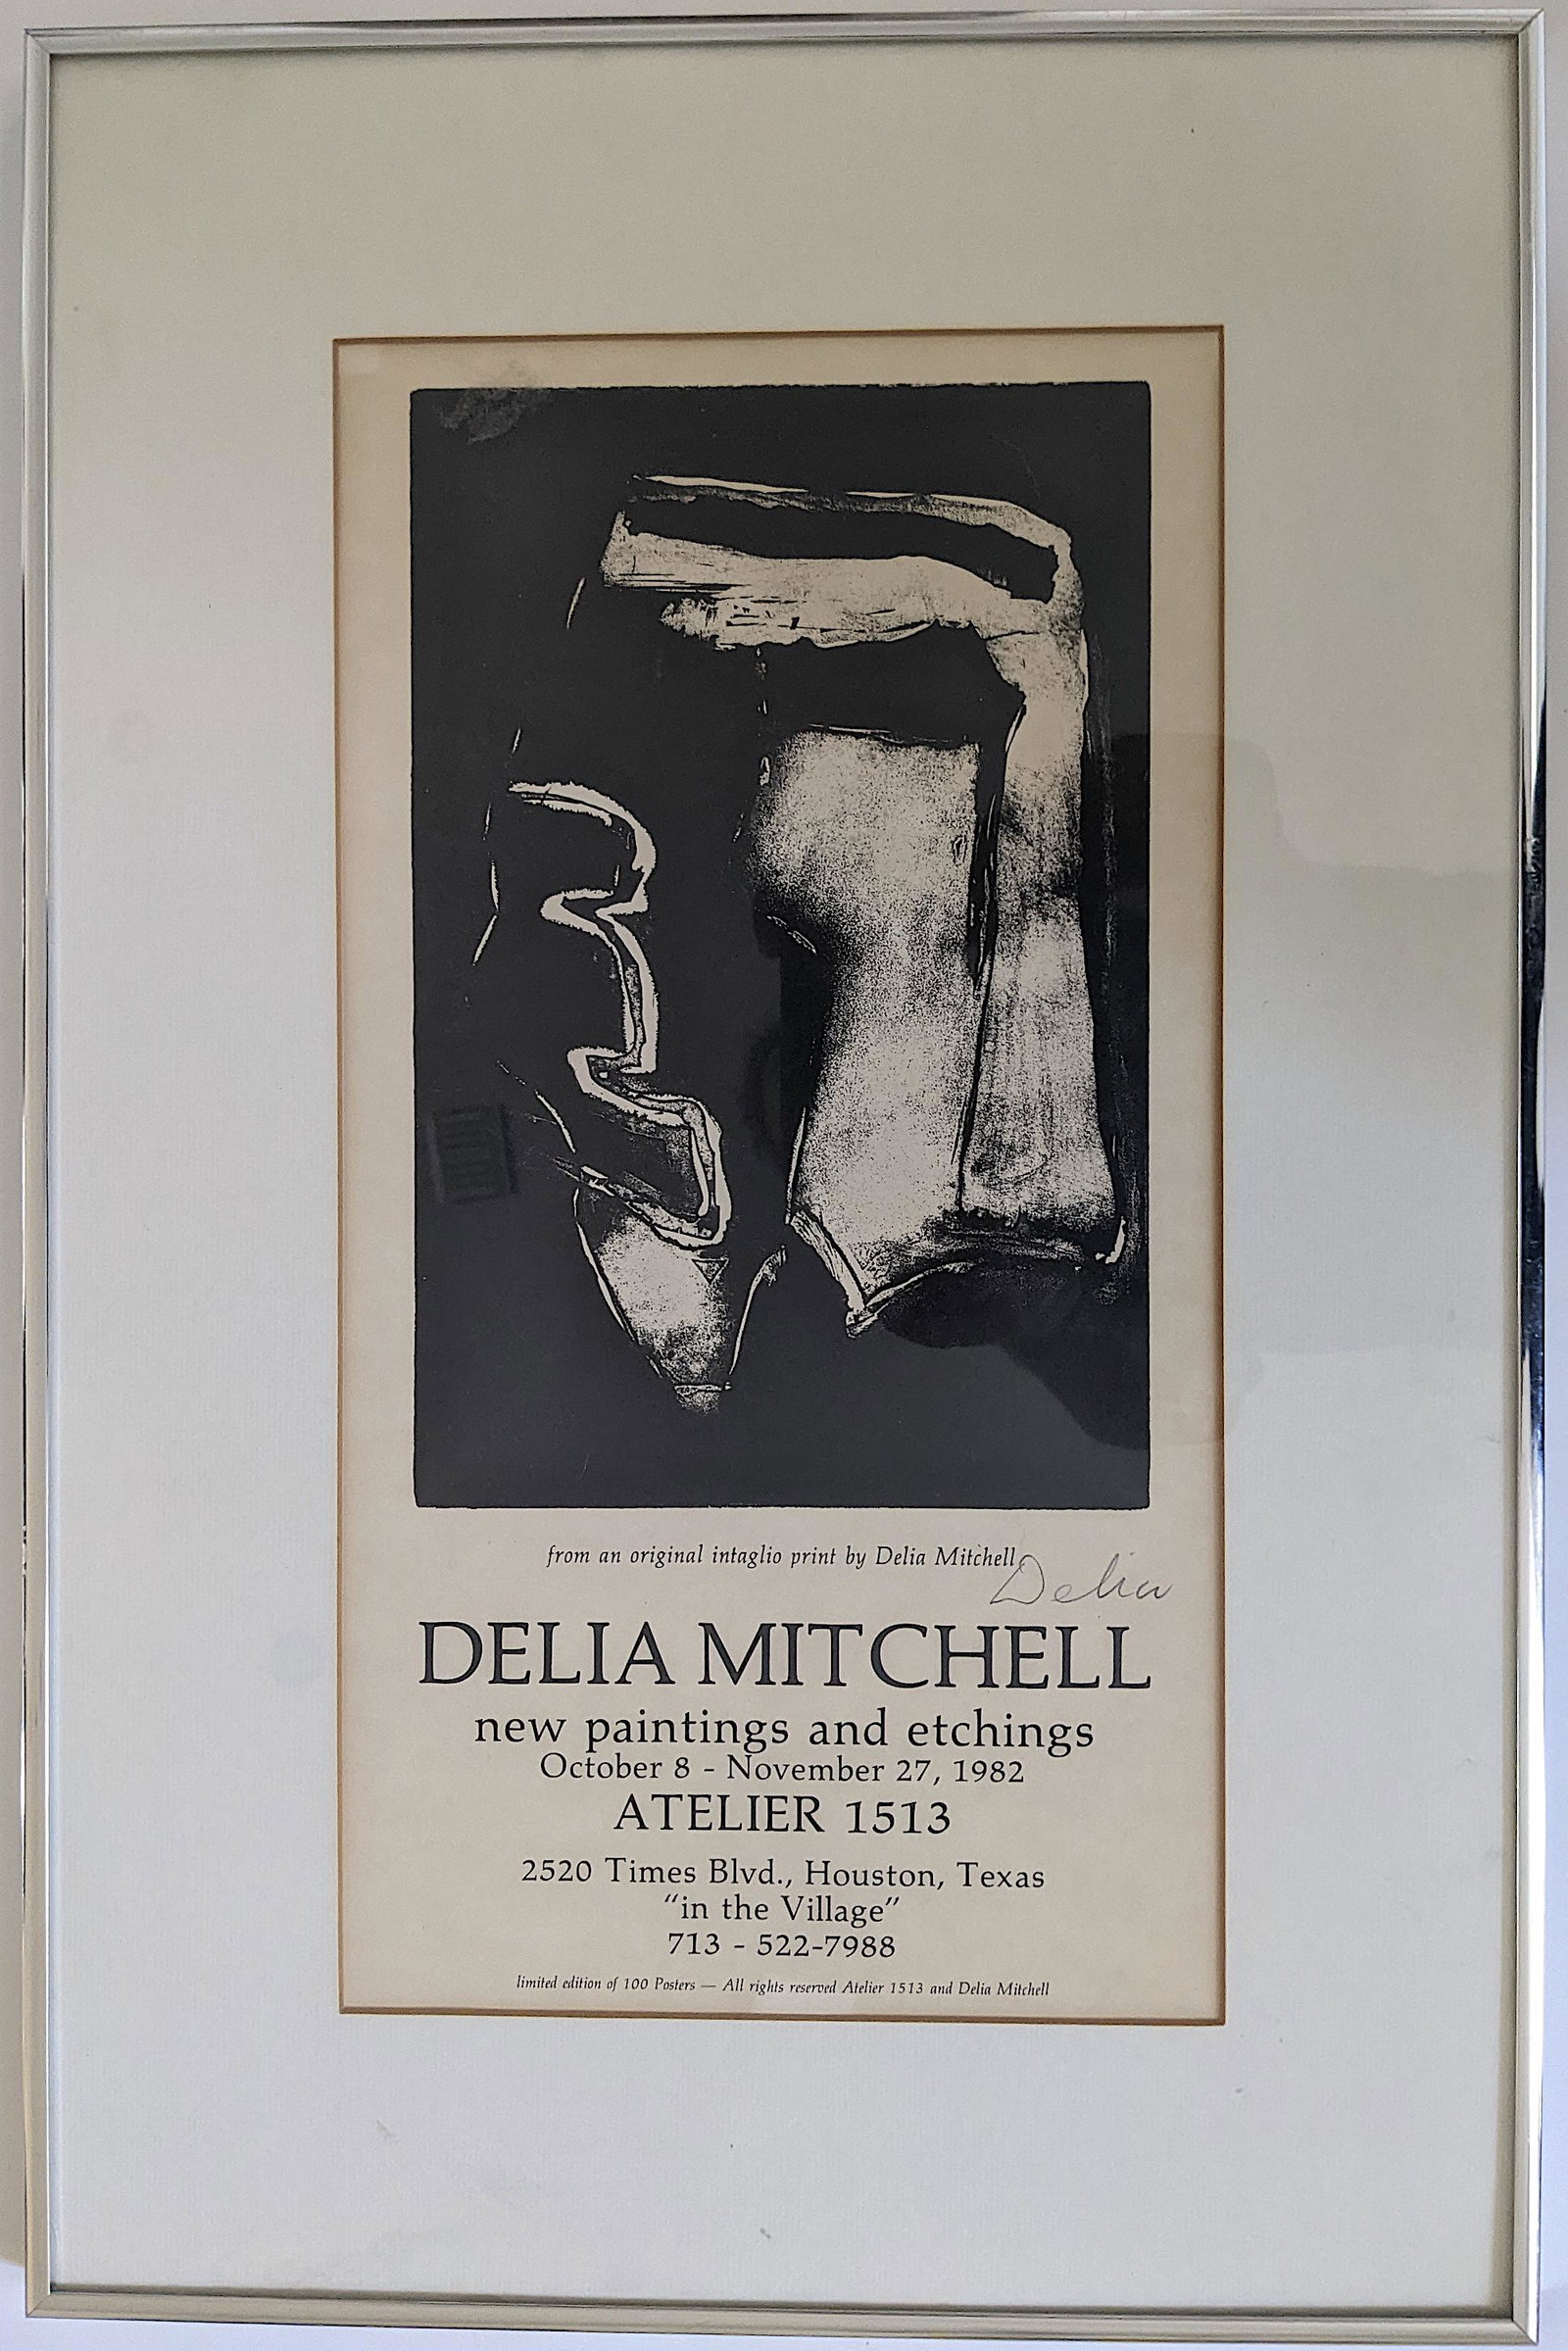 from an original intaglio print by Delia Mitchell
Delia
DELIA MITCHELL
new paintings and etchings
October 8 - November 27, 1982
ATELIER 1513
2520 Times Blvd., Houston, Texas
“in the Village”
713 - 522-7988
limited edition of 100 Posters — All rights reserved Atelier 1513 and Delia Mitchell